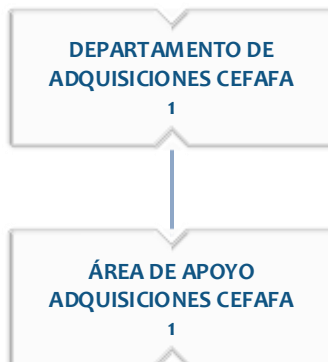 DEPARTAMENTO DE
ADQUISICIONES CEFAFA
1
ÁREA DE APOYO
ADQUISICIONES CEFAFA
1